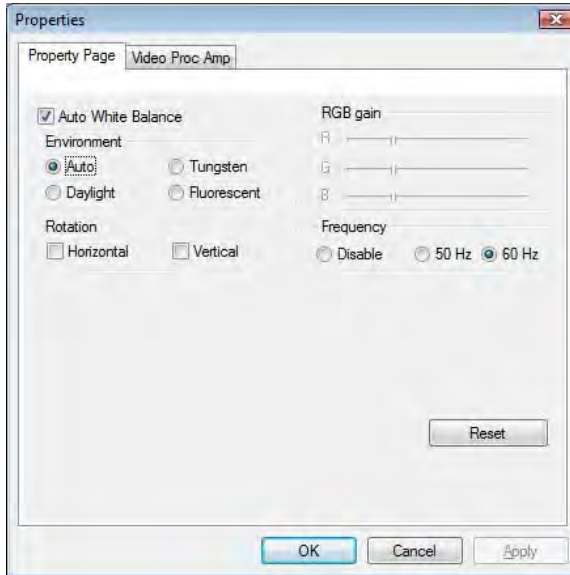 Properties
Property Page Video Proc Amp
Auto White Balance
Environment
Auto Tungsten
Daylight Fluorescent
Rotation
Horizontal Vertical
RGB gain
R
G
B
Frequency
Disable 50 Hz 60 Hz
Reset
OK Cancel Apply